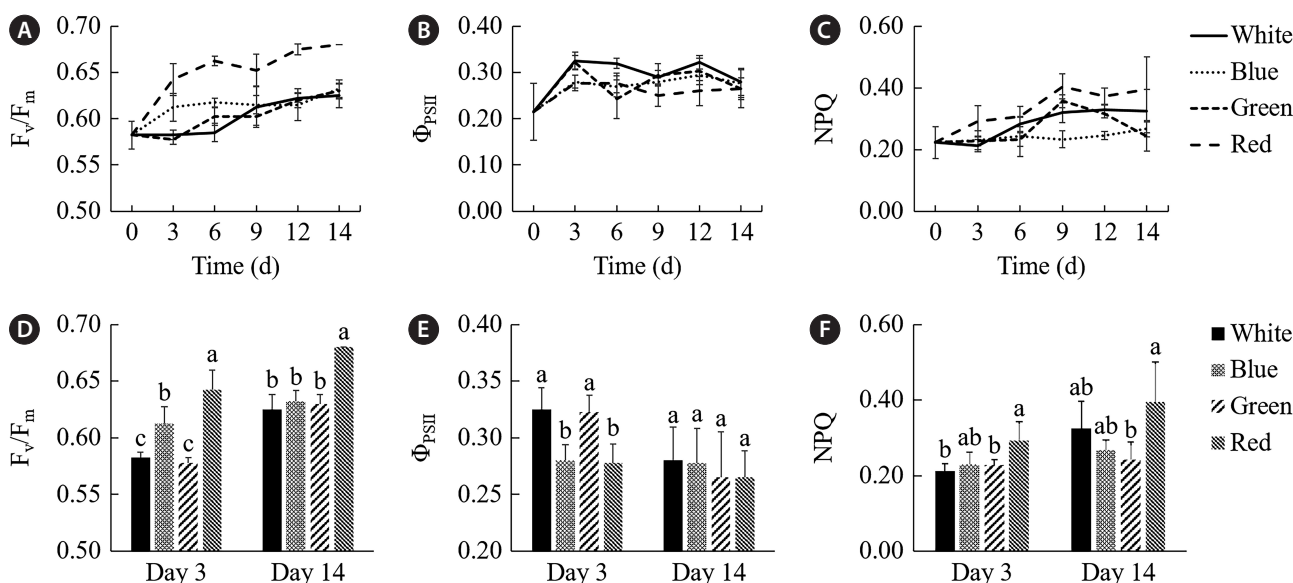 A
0.70
0.65
0.60
0.55
0.50
Fv/Fm
0 3 6 9 12 14
Time (d)
B
0.40
0.30
0.20
0.10
0.00
ΦPSII
0 3 6 9 12 14
Time (d)
C
0.60
0.40
0.20
0.00
NPQ
0 3 6 9 12 14
Time (d)
White
Blue
Green
Red
D
0.70
0.65
0.60
0.55
0.50
Fv/Fm
c b c a b b b a
Day 3 Day 14
E
0.40
0.35
0.30
0.25
0.20
ΦPSII
a b a b a a a a
Day 3 Day 14
F
0.60
0.40
0.20
0.00
NPQ
b ab b a ab ab b a
Day 3 Day 14
White
Blue
Green
Red